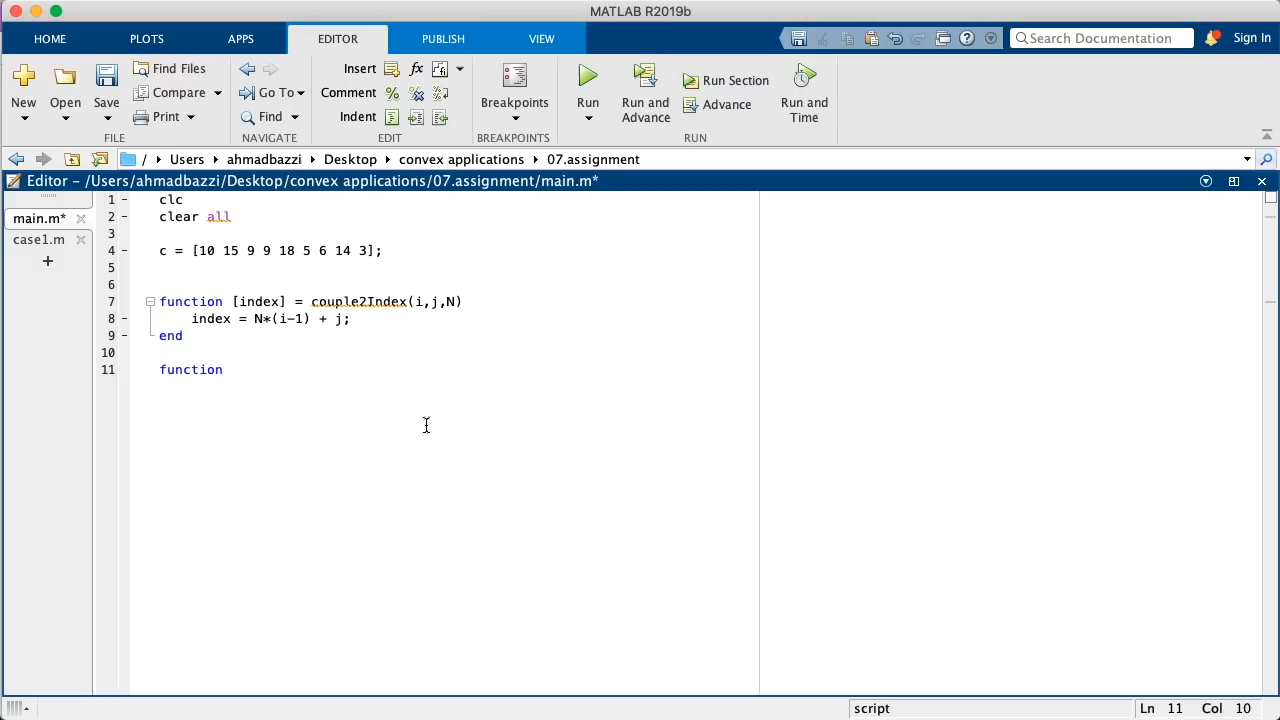 MATLAB R2019b
HOME PLOTS APPS EDITOR PUBLISH VIEW Search Documentation Sign In
New Open Save Find Files Compare Print
FILE
Go To Find
NAVIGATE
Insert fx
Comment % %
Indent
EDIT
Breakpoints
BREAKPOINTS
Run Run and Advance Run Section Advance Run and Time
RUN
/ Users ahmadbazzi Desktop convex applications 07.assignment
Editor – /Users/ahmadbazzi/Desktop/convex applications/07.assignment/main.m*
main.m*
case1.m
+
1 – clc
2 – clear all
3
4 – c = [10 15 9 9 18 5 6 14 3];
5
6
7 function [index] = couple2Index(i,j,N)
8 – index = N*(i-1) + j;
9 – end
10
11 function
script Ln 11 Col 10